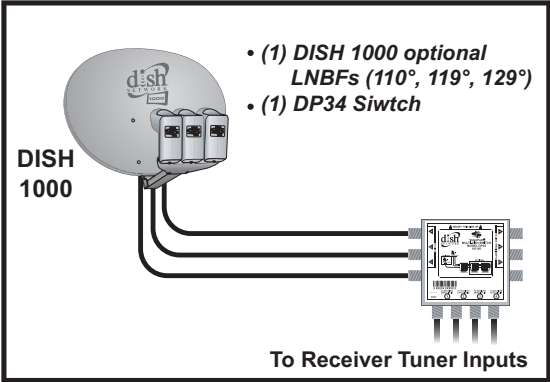 • (1) DISH 1000 optional
LNBFs (110°, 119°, 129°)
• (1) DP34 Siwtch
dish
NETWORK
1000
DISH
1000
dish
To Receiver Tuner Inputs